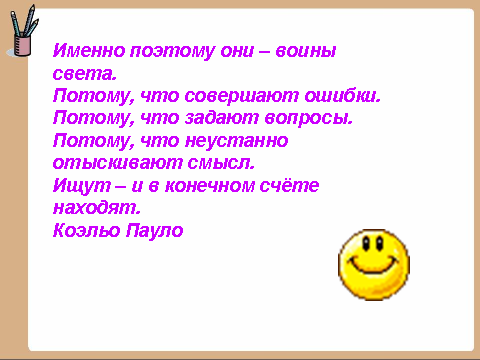 Именно поэтому они – воины
света.
Потому, что совершают ошибки.
Потому, что задают вопросы.
Потому, что неустанно
отыскивают смысл.
Ищут – и в конечном счёте
находят.
Коэльо Пауло